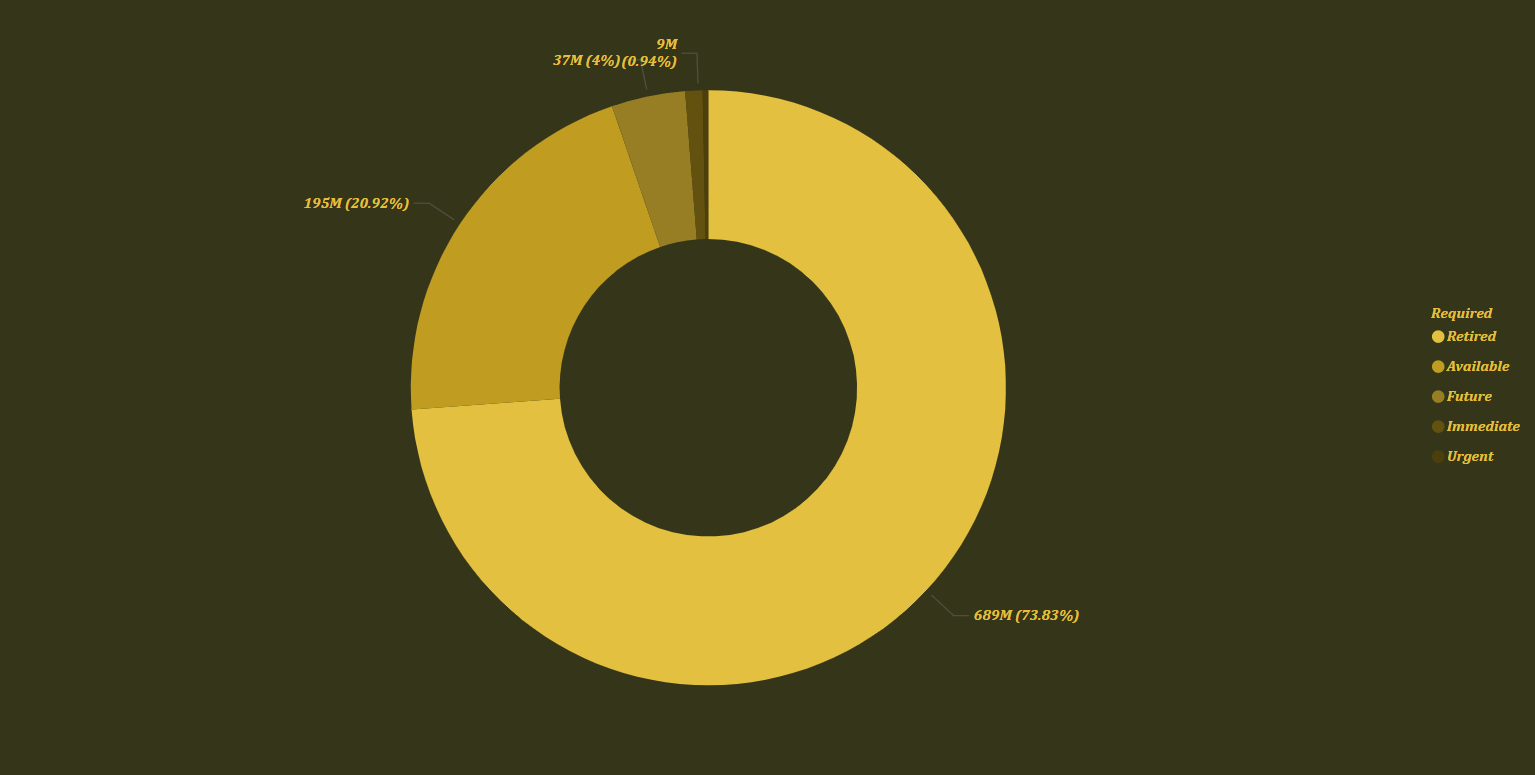 9M
37M (4%) (0.94%)
195M (20.92%)
689M (73.83%)
Required
Retired
Available
Future
Immediate
Urgent